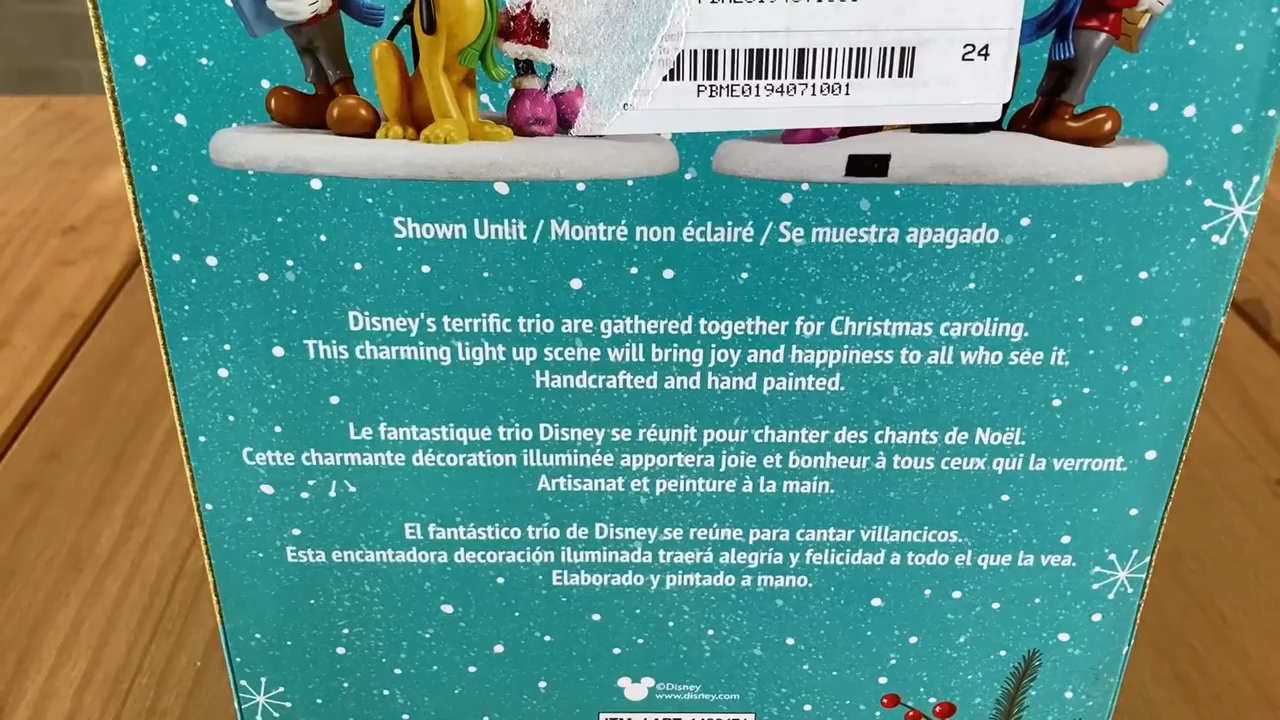 24
PBME0194071001
Shown Unlit / Montré non éclairé / Se muestra apagado
Disney's terrific trio are gathered together for Christmas caroling.
This charming light up scene will bring joy and happiness to all who see it.
Handcrafted and hand painted.
Le fantastique trio Disney se réunit pour chanter des chants de Noël.
Cette charmante décoration illuminée apportera joie et bonheur à tous ceux qui la verront.
Artisanat et peinture à la main.
El fantástico trío de Disney se reúne para cantar villancicos.
Esta encantadora decoración iluminada traerá alegría y felicidad a todo el que la vea.
Elaborado y pintado a mano.
©Disney
www.disney.com